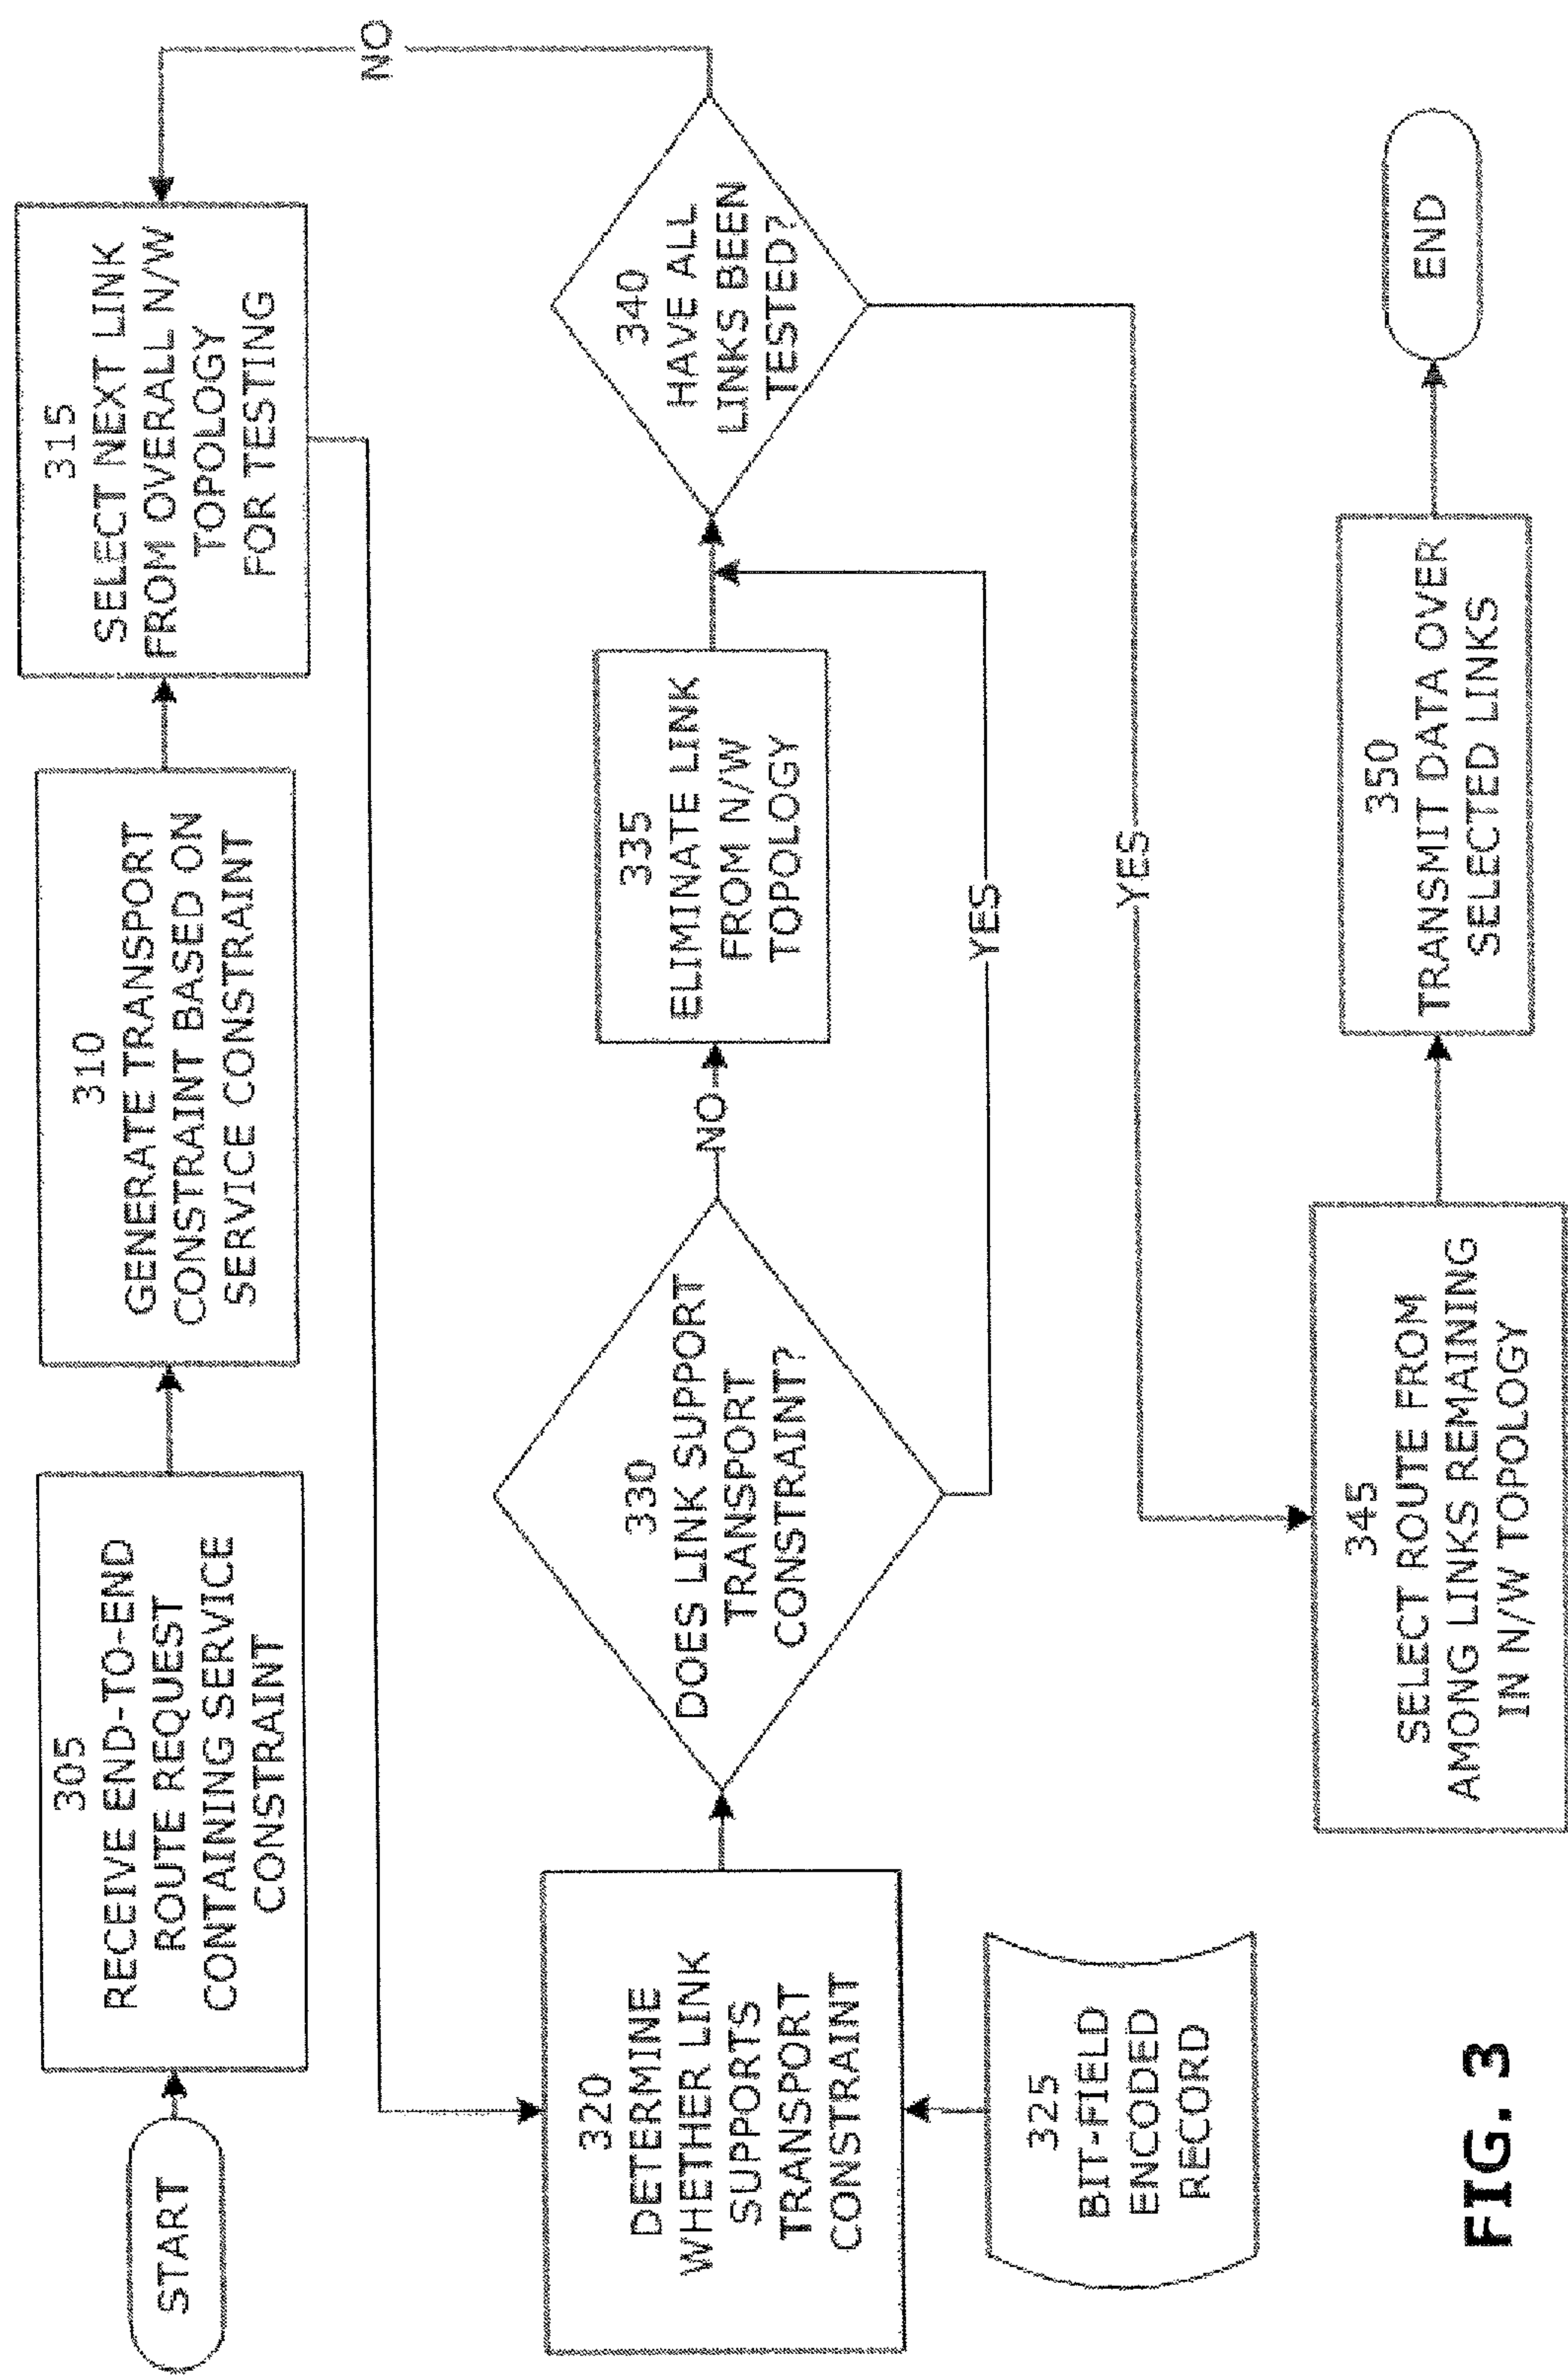 START
305
RECEIVE END-TO-END
ROUTE REQUEST
CONTAINING SERVICE
CONSTRAINT
310
GENERATE TRANSPORT
CONSTRAINT BASED ON
SERVICE CONSTRAINT
315
SELECT NEXT LINK
FROM OVERALL N/W
TOPOLOGY
FOR TESTING
NO
320
DETERMINE
WHETHER LINK
SUPPORTS
TRANSPORT
CONSTRAINT
325
BIT-FIELD
ENCODED
RECORD
330
DOES LINK SUPPORT
TRANSPORT
CONSTRAINT?
NO
335
ELIMINATE LINK
FROM N/W
TOPOLOGY
YES
340
HAVE ALL
LINKS BEEN
TESTED?
YES
345
SELECT ROUTE FROM
AMONG LINKS REMAINING
IN N/W TOPOLOGY
350
TRANSMIT DATA OVER
SELECTED LINKS
END
FIG. 3